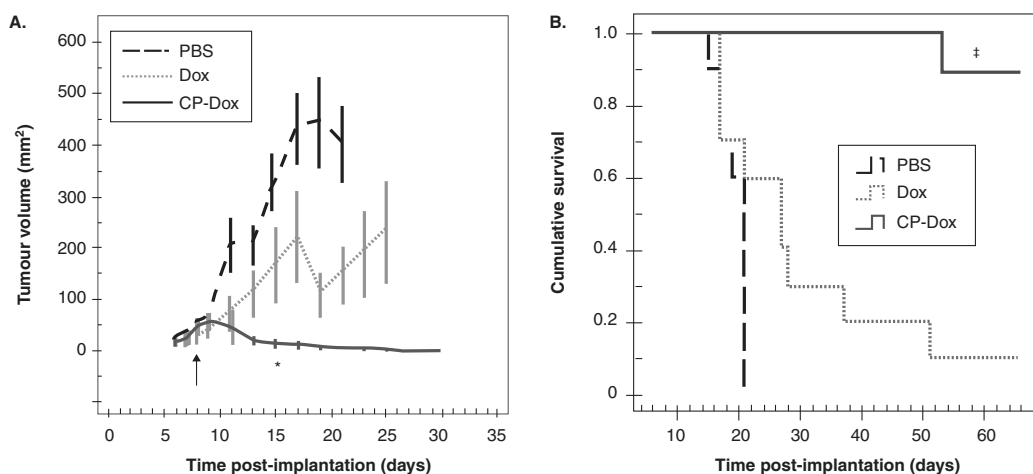 A.
600
500
400
300
200
100
0
Tumour volume (mm²)
PBS
Dox
CP-Dox
*
0 5 10 15 20 25 30 35
Time post-implantation (days)
B.
1.0
0.8
0.6
0.4
0.2
0
Cumulative survival
‡
PBS
Dox
CP-Dox
10 20 30 40 50 60
Time post-implantation (days)